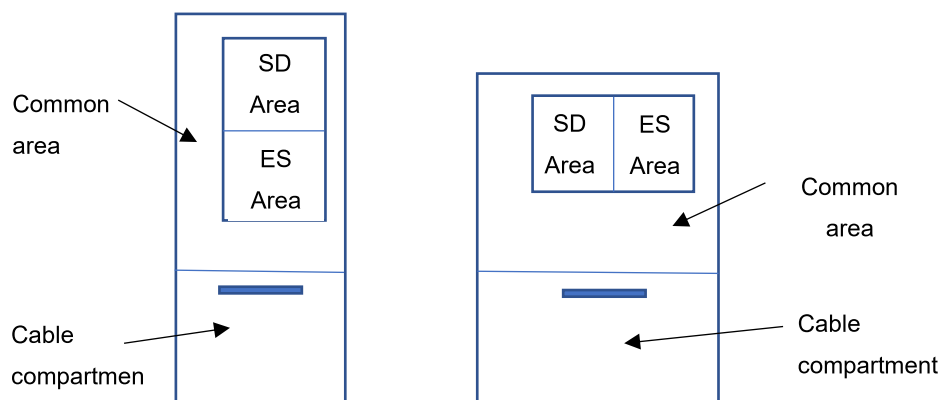 SD
Area
ES
Area
Common
area
Cable
compartmen
SD
Area
ES
Area
Common
area
Cable
compartment